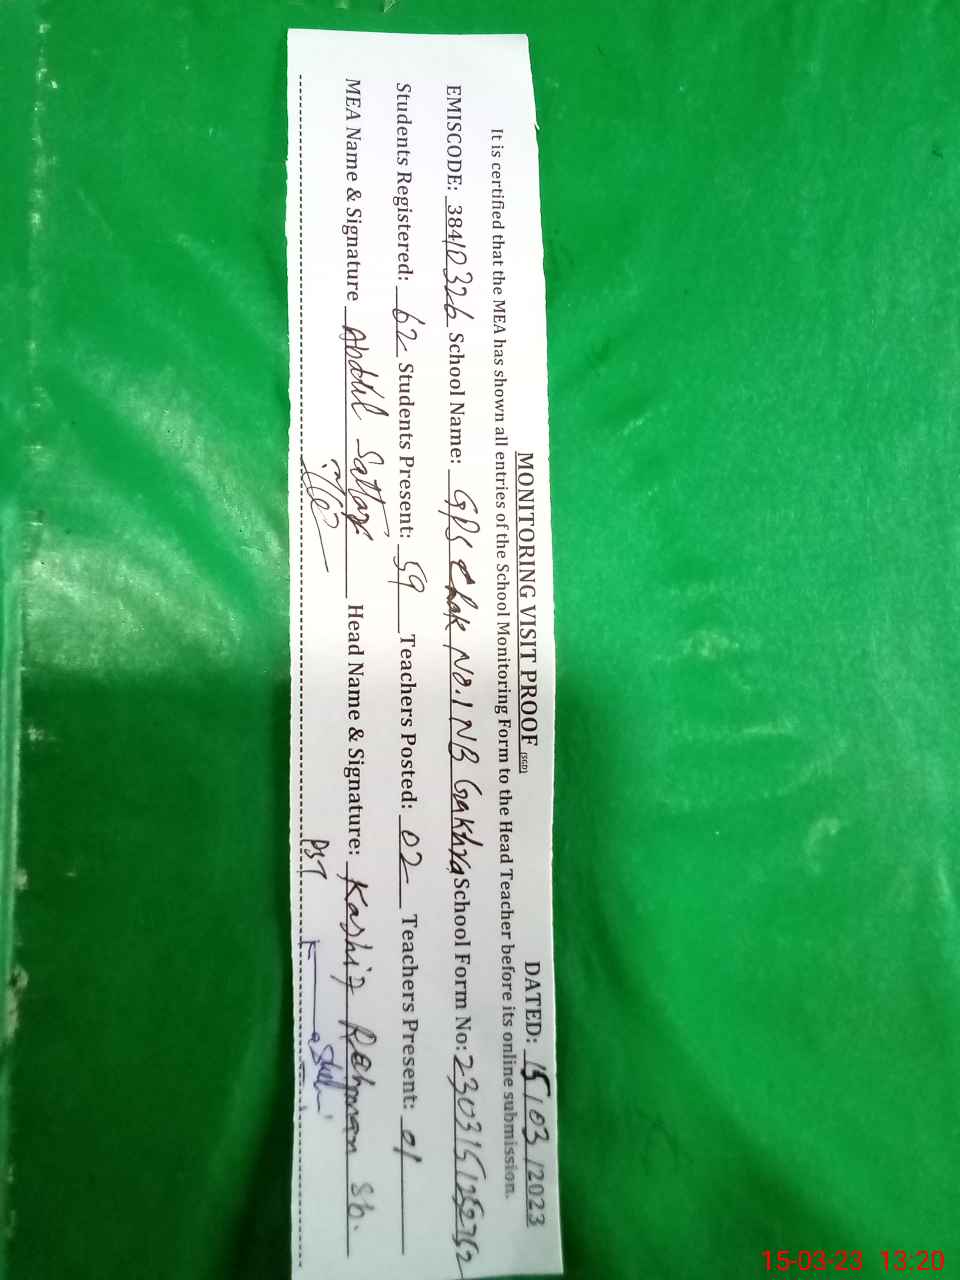 MONITORING VISIT PROOF (SGD) DATED: 15/03/2023
It is certified that the MEA has shown all entries of the School Monitoring Form to the Head Teacher before its online submission.
EMISCODE: 38410326 School Name: GPS Chak No.1 NB Gakhra School Form No: 2303151252752
Students Registered: 62 Students Present: 59 Teachers Posted: 02 Teachers Present: 01
MEA Name & Signature Abdul Sattar Head Name & Signature: Kashif Rehman Sb.
PST
15-03-23 13:20